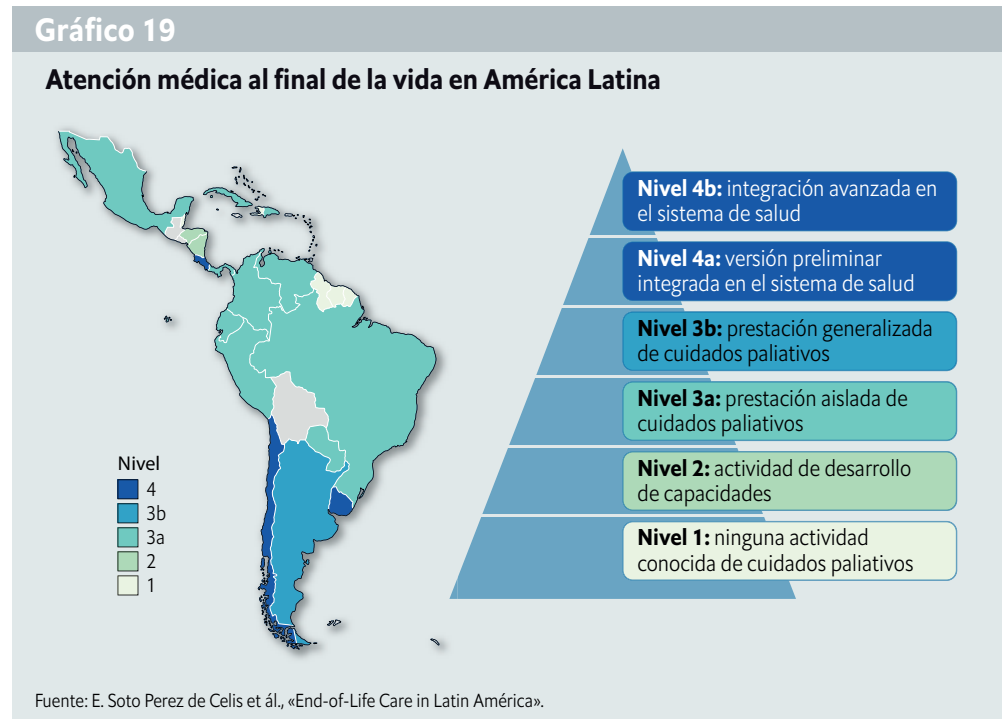 Gráfico 19
Atención médica al final de la vida en América Latina
Nivel 4b: integración avanzada en
el sistema de salud
Nivel 4a: versión preliminar
integrada en el sistema de salud
Nivel 3b: prestación generalizada
de cuidados paliativos
Nivel 3a: prestación aislada de
cuidados paliativos
Nivel 2: actividad de desarrollo
de capacidades
Nivel 1: ninguna actividad
conocida de cuidados paliativos
Nivel
4
3b
3a
2
1
Fuente: E. Soto Perez de Celis et ál., «End-of-Life Care in Latin América».